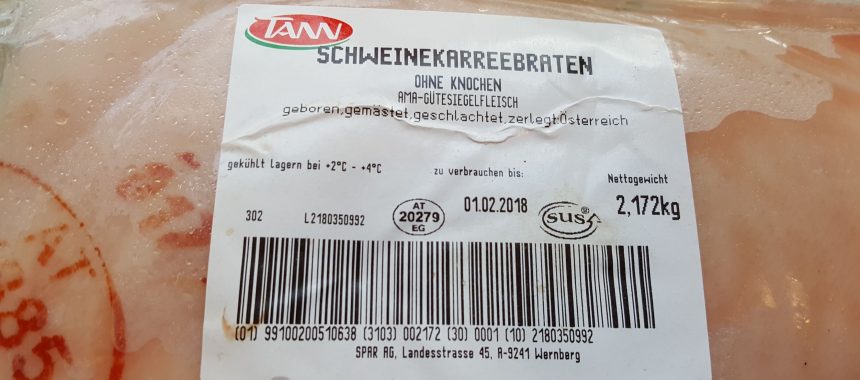 TANN
SCHWEINEKARREEBRATEN
OHNE KNOCHEN
AMA-GÜTESIEGELFLEISCH
geboren,gemästet,geschlachtet,zerlegt:Österreich
gekühlt lagern bei +2°C - +4°C
zu verbrauchen bis:
Nettogewicht
302 L2180350992
AT
20279
EG
01.02.2018
sus ®
2,172kg
(01) 99100200510638 (3103) 002172 (30) 0001 (10) 2180350992
SPAR AG, Landesstrasse 45, A-9241 Wernberg
AT